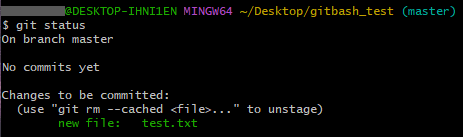 @DESKTOP-IHNI1EN MINGW64 ~/Desktop/gitbash_test (master)
$ git status
On branch master
No commits yet
Changes to be committed:
(use "git rm --cached <file>..." to unstage)
new file:   test.txt